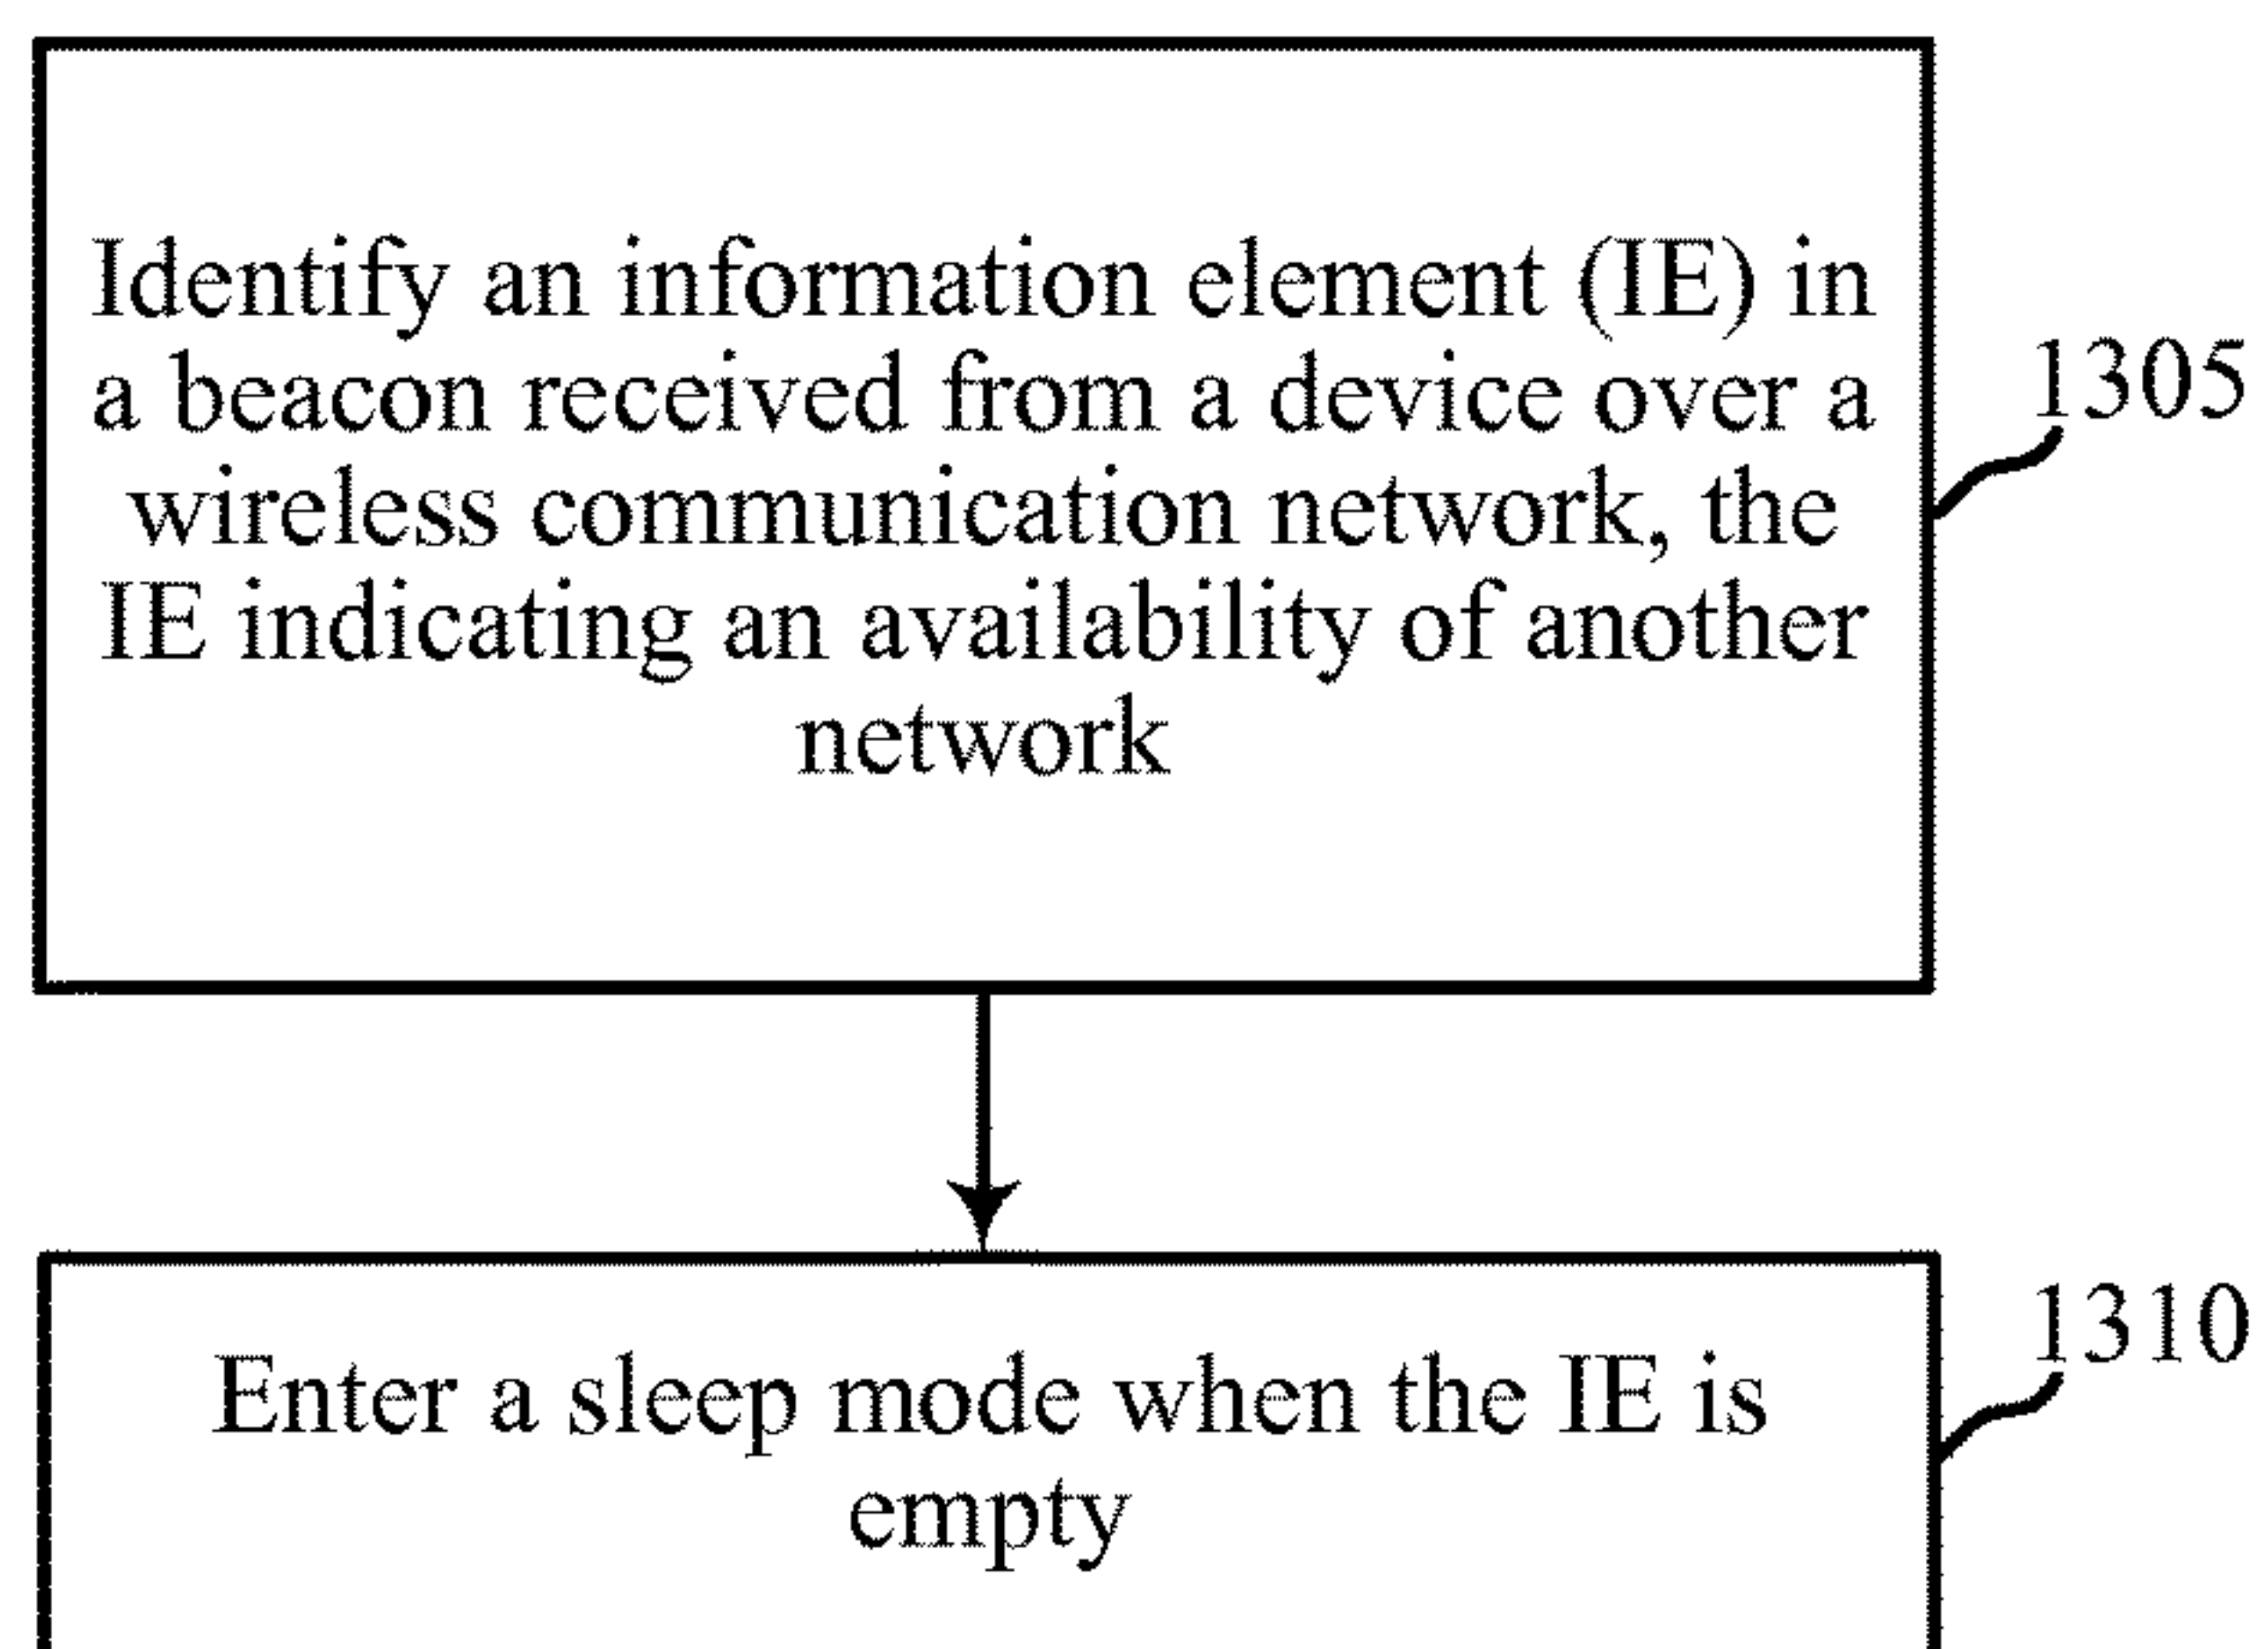 Identify an information element (IE) in
a beacon received from a device over a
wireless communication network, the
IE indicating an availability of another
network
1305
Enter a sleep mode when the IE is
empty
1310